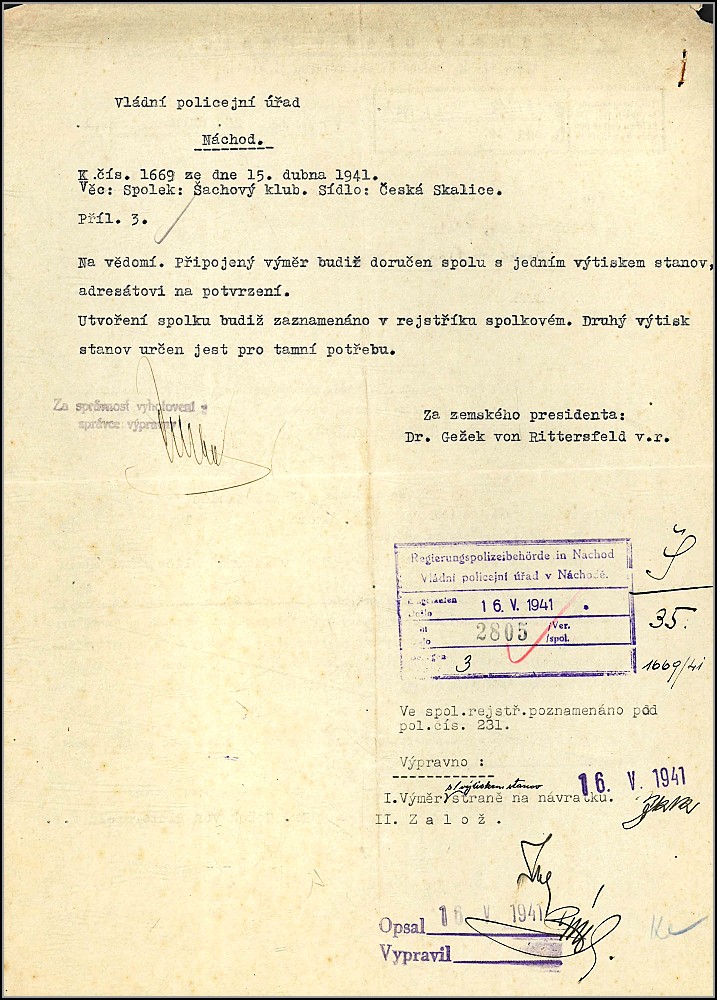 Vládní policejní úřad
Náchod.
K.čís. 1669 ze dne 15. dubna 1941.
Věc: Spolek: Šachový klub. Sídlo: Česká Skalice.
Příl. 3.
Na vědomí. Připojený výměr budiž doručen spolu s jedním výtiskem stanov,
adresátovi na potvrzení.
Utvoření spolku budiž zaznamenáno v rejstříku spolkovém. Druhý výtisk
stanov určen jest pro tamní potřebu.
Za správnost vyhotovení
správce výpravny
Za zemského presidenta:
Dr. Gežek von Rittersfeld v.r.
Regierungspolizeibehörde in Nachod
Vládní policejní úřad v Náchodě.
16. V. 1941
2805 /Ver. /spol.
3
Š
35.
1669/41
Ve spol.rejstř.poznamenáno pod
pol.čís. 231.
Výpravno :
s 1 výtiskem stanov
16. V. 1941
I.Výměr straně na návratku.
II. Z a l o ž .
Opsal 16 V 1941
Vypravil